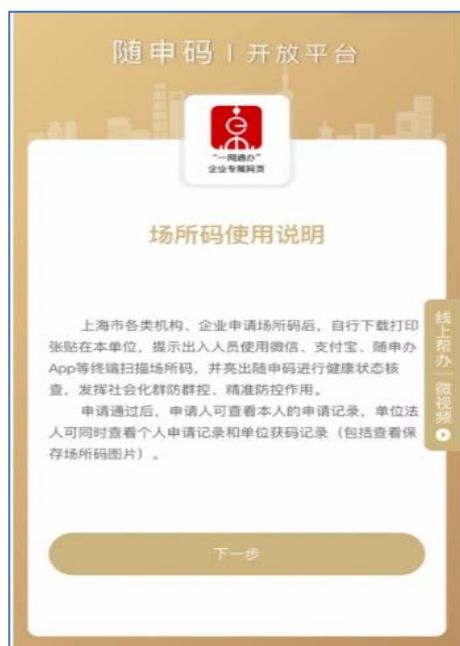 随申码 | 开放平台
“一网通办”
企业专属网页
场所码使用说明
上海市各类机构、企业申请场所码后，自行下载打印
张贴在本单位，提示出入人员使用微信、支付宝、随申办
App等终端扫描场所码，并亮出随申码进行健康状态核
查，发挥社会化群防群控、精准防控作用。
申请通过后，申请人可查看本人的申请记录，单位法
人可同时查看个人申请记录和单位获码记录（包括查看保
存场所码图片）。
线上帮办 | 微视频
下一步